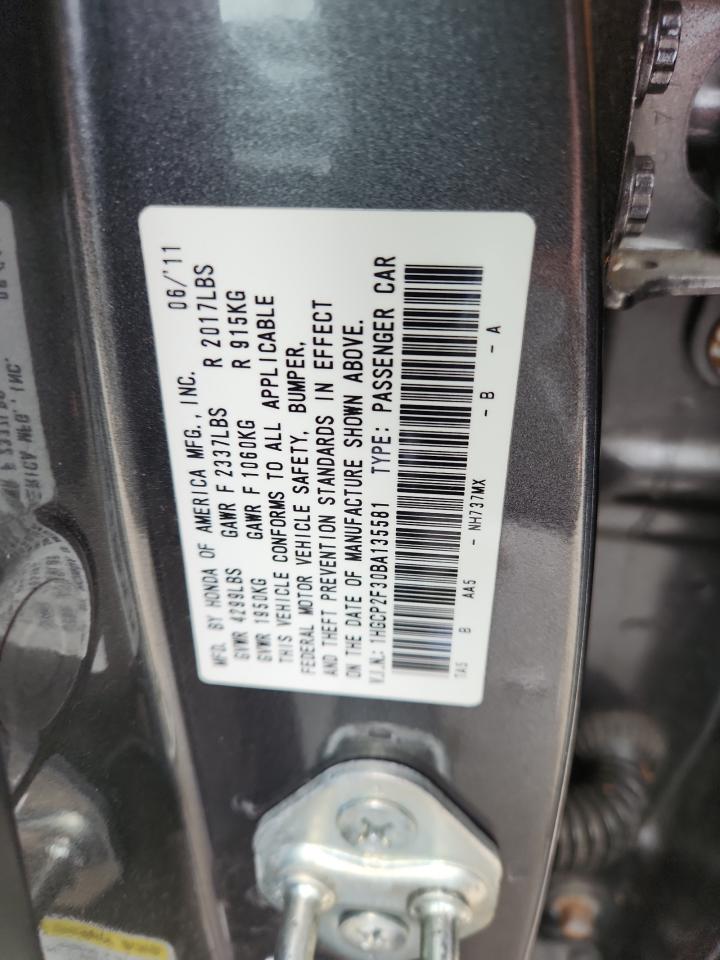 MFD. BY HONDA OF AMERICA MFG., INC. 06/'11
GVWR 4299LBS GAWR F 2337LBS R 2017LBS
GVWR 1950KG GAWR F 1060KG R 915KG
THIS VEHICLE CONFORMS TO ALL APPLICABLE
FEDERAL MOTOR VEHICLE SAFETY, BUMPER,
AND THEFT PREVENTION STANDARDS IN EFFECT
ON THE DATE OF MANUFACTURE SHOWN ABOVE.
V.I.N.: 1HGCP2F30BA135581 TYPE: PASSENGER CAR
TA5 B AA5 - NH737MX - B - A